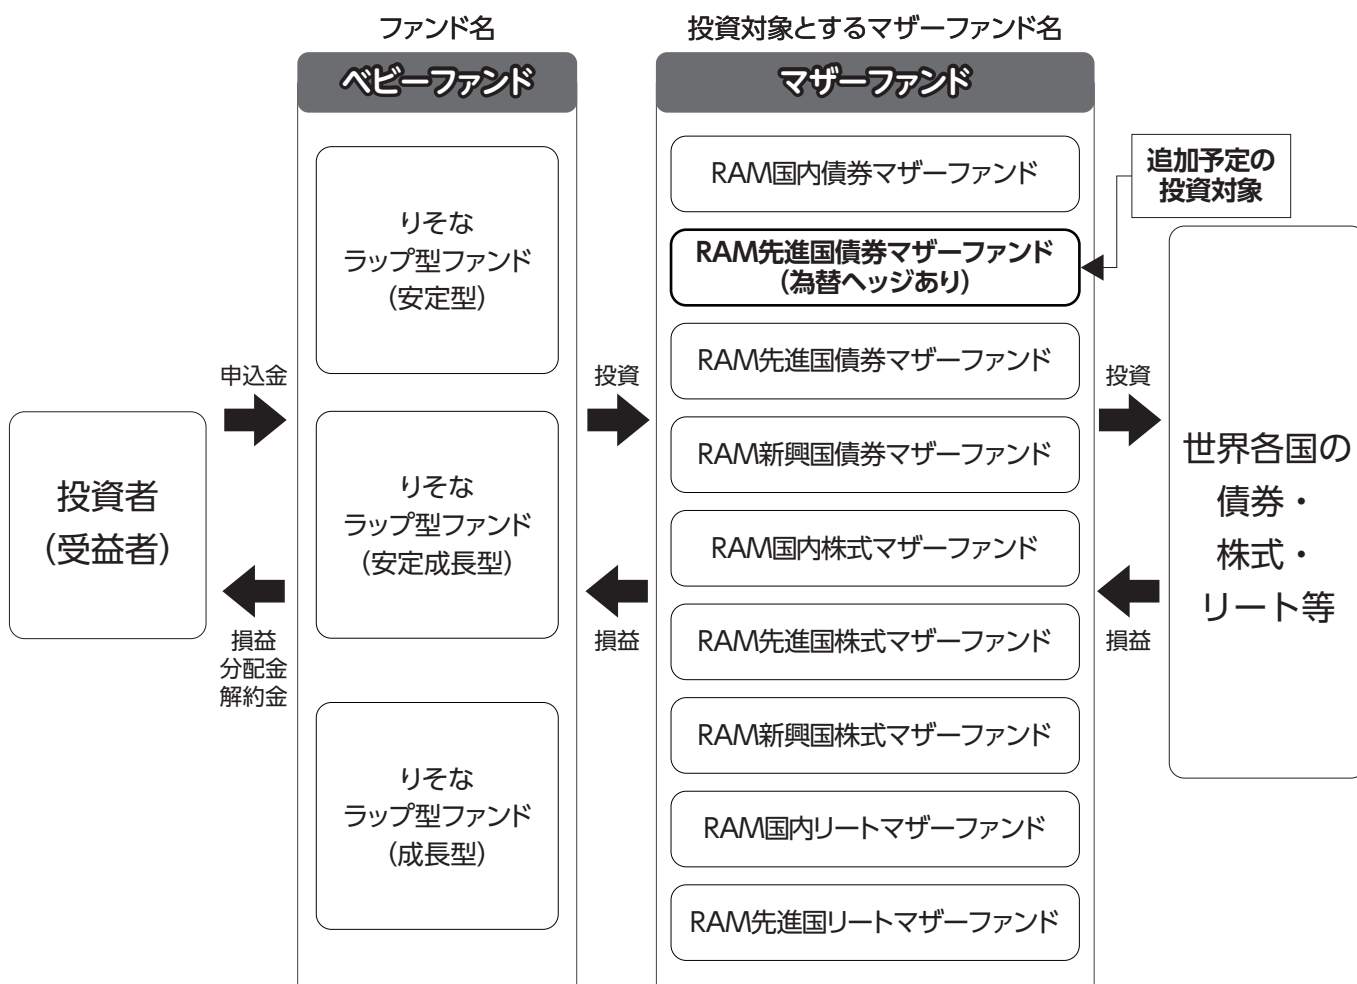 ファンド名
投資対象とするマザーファンド名
ベビーファンド
マザーファンド
りそな
ラップ型ファンド
(安定型)
りそな
ラップ型ファンド
(安定成長型)
りそな
ラップ型ファンド
(成長型)
RAM国内債券マザーファンド
RAM先進国債券マザーファンド
(為替ヘッジあり)
RAM先進国債券マザーファンド
RAM新興国債券マザーファンド
RAM国内株式マザーファンド
RAM先進国株式マザーファンド
RAM新興国株式マザーファンド
RAM国内リートマザーファンド
RAM先進国リートマザーファンド
追加予定の
投資対象
投資者
(受益者)
申込金
損益
分配金
解約金
投資
損益
投資
損益
世界各国の
債券・
株式・
リート等